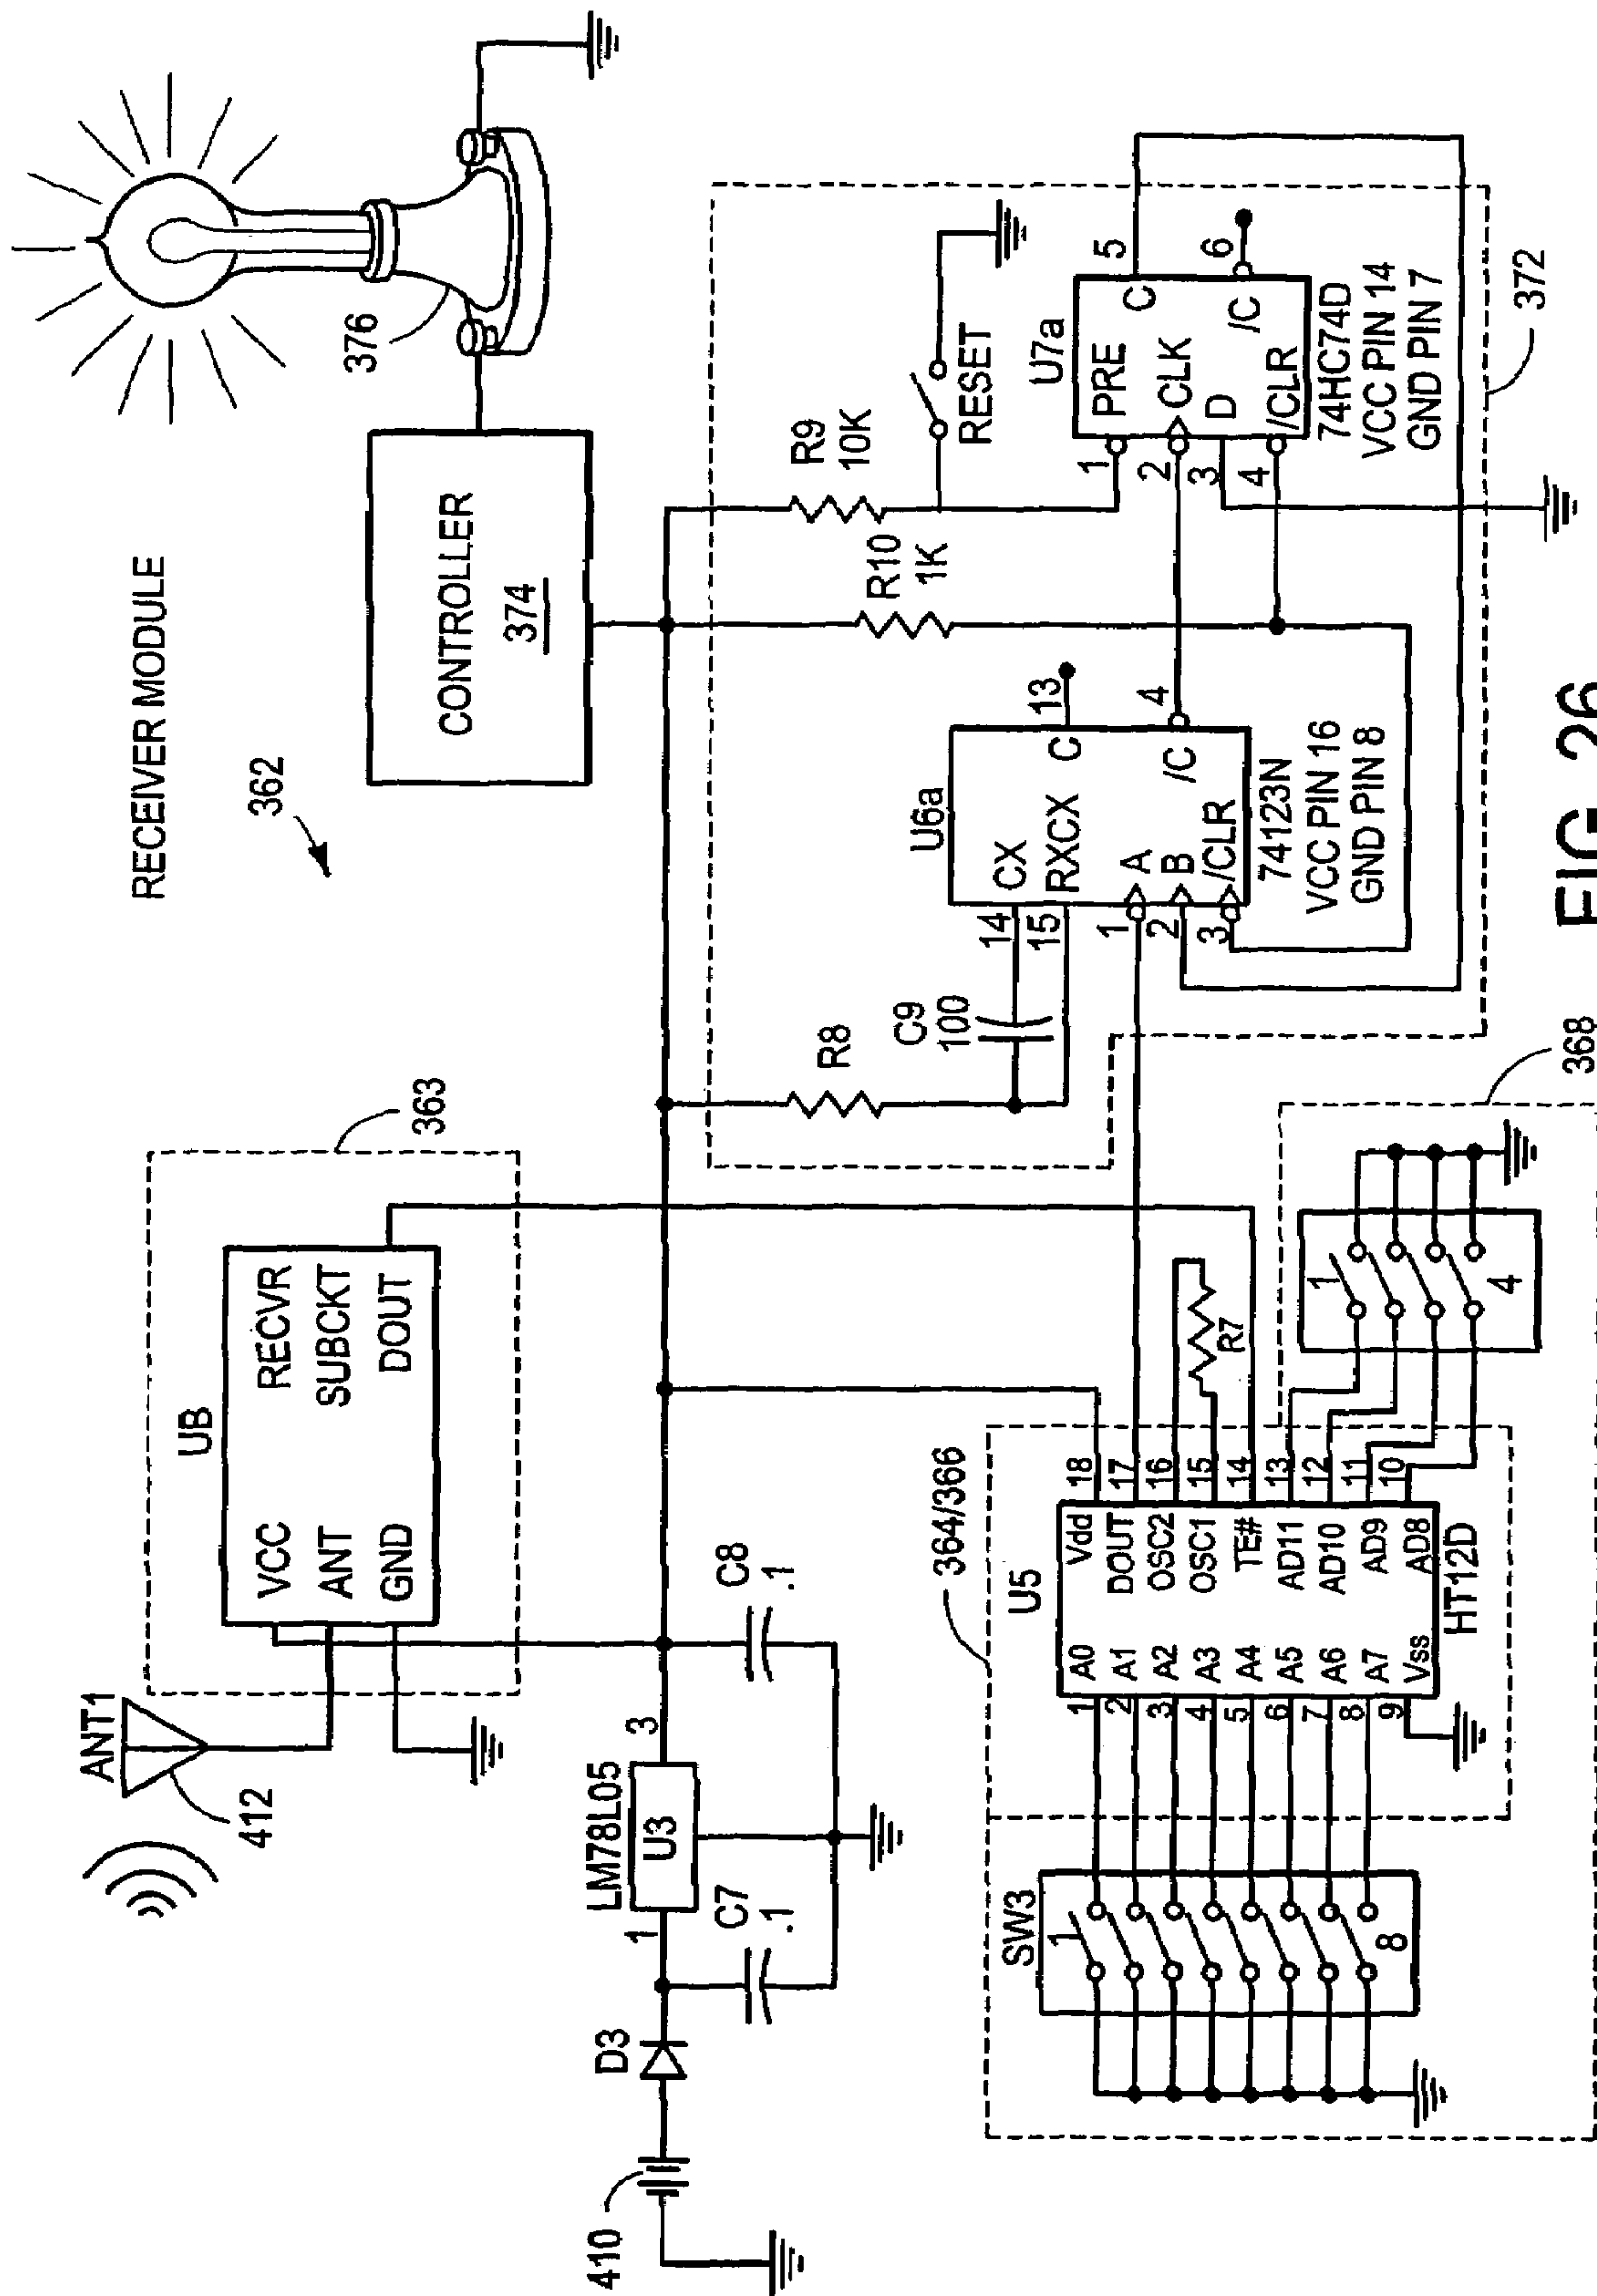 RECEIVER MODULE
362
376
CONTROLLER
374
ANT1
412
UB
VCC
ANT
GND
RECVR
SUBCKT
DOUT
363
410
D3
C7
.1
1
LM78L05
U3
3
C8
.1
R8
C9
100
14
15
1
2
3
U6a
CX
RXCX
A
B
/CLR
C
/C
13
4
74123N
VCC PIN 16
GND PIN 8
R10
1K
R9
10K
RESET
1
2
3
4
U7a
PRE
CLK
D
/CLR
C
/C
5
6
74HC74D
VCC PIN 14
GND PIN 7
372
364/366
SW3
1
8
1
2
3
4
5
6
7
8
9
U5
A0
A1
A2
A3
A4
A5
A6
A7
Vss
Vdd
DOUT
OSC2
OSC1
TE#
AD11
AD10
AD9
AD8
HT12D
18
17
16
15
14
13
12
11
10
R7
1
4
368
FIG. 26